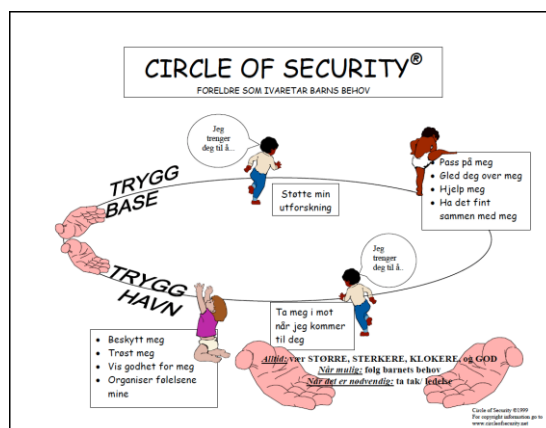 CIRCLE OF SECURITY®
FORELDRE SOM IVARETAR BARNS BEHOV
Jeg
trenger
deg til å...
TRYGG
BASE
Støtte min
utforskning
• Pass på meg
• Gled deg over meg
• Hjelp meg
• Ha det fint
sammen med meg
Jeg
trenger
deg til å..
TRYGG
HAVN
Ta meg i mot
når jeg kommer
til deg
• Beskytt meg
• Trøst meg
• Vis godhet for meg
• Organiser følelsene
mine
Alltid: vær STØRRE, STERKERE, KLOKERE, og GOD
Når mulig: følg barnets behov
Når det er nødvendig: ta tak/ ledelse
Circle of Security ©1999
For copyright information go to
www.circleofsecurity.net